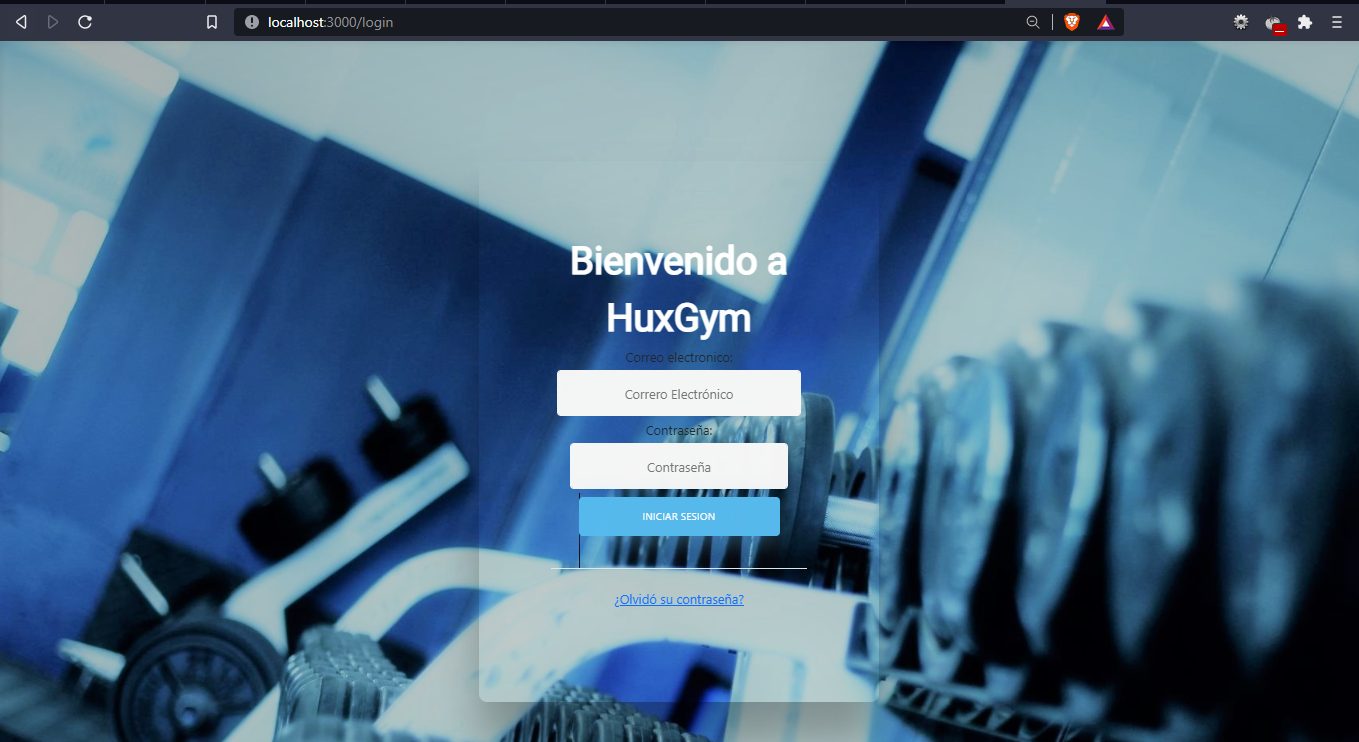 localhost:3000/login
Bienvenido a
HuxGym
Correo electronico:
Correro Electrónico
Contraseña:
Contraseña
INICIAR SESION
¿Olvidó su contraseña?